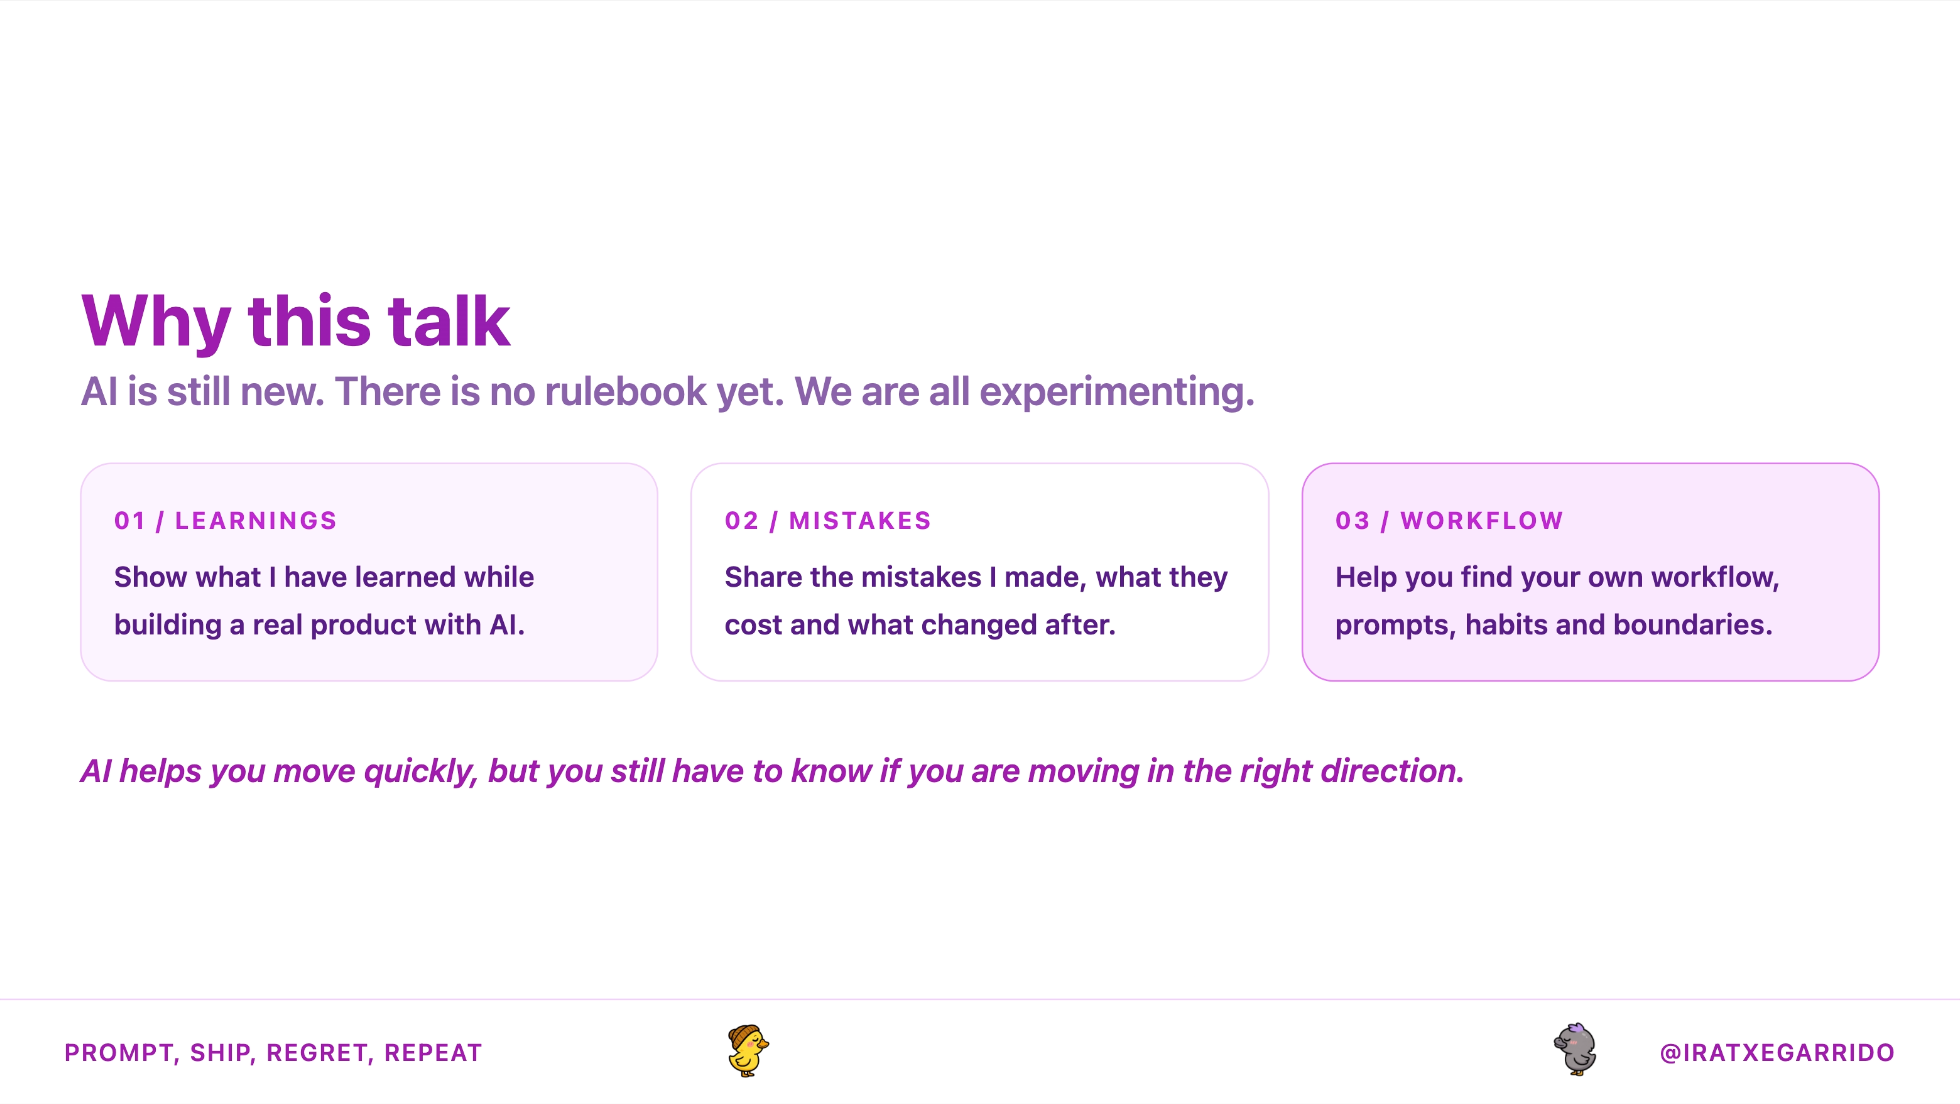 Why this talk
AI is still new. There is no rulebook yet. We are all experimenting.
01 / LEARNINGS
Show what I have learned while
building a real product with AI.
02 / MISTAKES
Share the mistakes I made, what they
cost and what changed after.
03 / WORKFLOW
Help you find your own workflow,
prompts, habits and boundaries.
AI helps you move quickly, but you still have to know if you are moving in the right direction.
PROMPT, SHIP, REGRET, REPEAT
@IRATXEGARRIDO